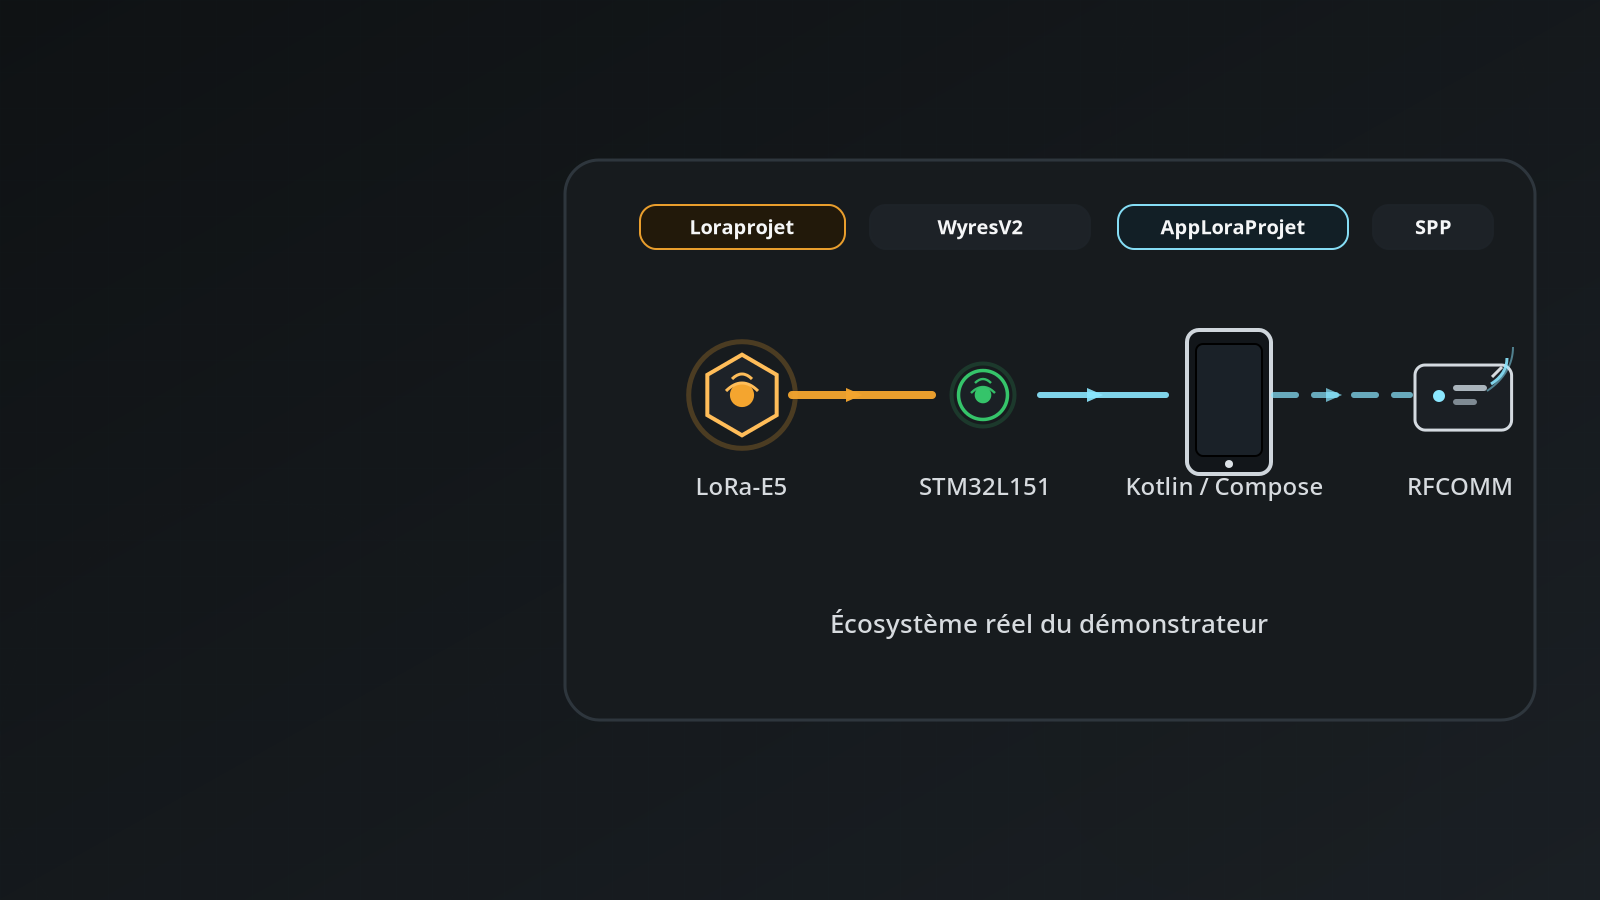 Loraprojet
WyresV2
AppLoraProjet
SPP
LoRa-E5
STM32L151
Kotlin / Compose
RFCOMM
Écosystème réel du démonstrateur